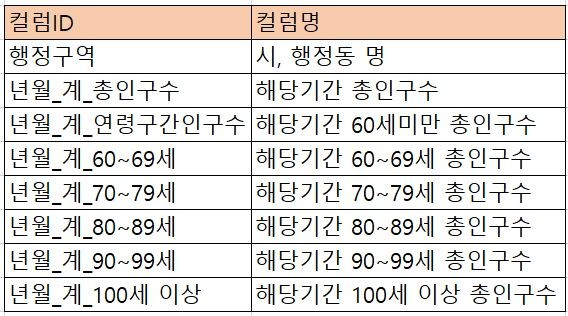 컬럼ID 컬럼명
행정구역 시, 행정동 명
년월_계_총인구수 해당기간 총인구수
년월_계_연령구간인구수 해당기간 60세미만 총인구수
년월_계_60~69세 해당기간 60~69세 총인구수
년월_계_70~79세 해당기간 70~79세 총인구수
년월_계_80~89세 해당기간 80~89세 총인구수
년월_계_90~99세 해당기간 90~99세 총인구수
년월_계_100세 이상 해당기간 100세 이상 총인구수